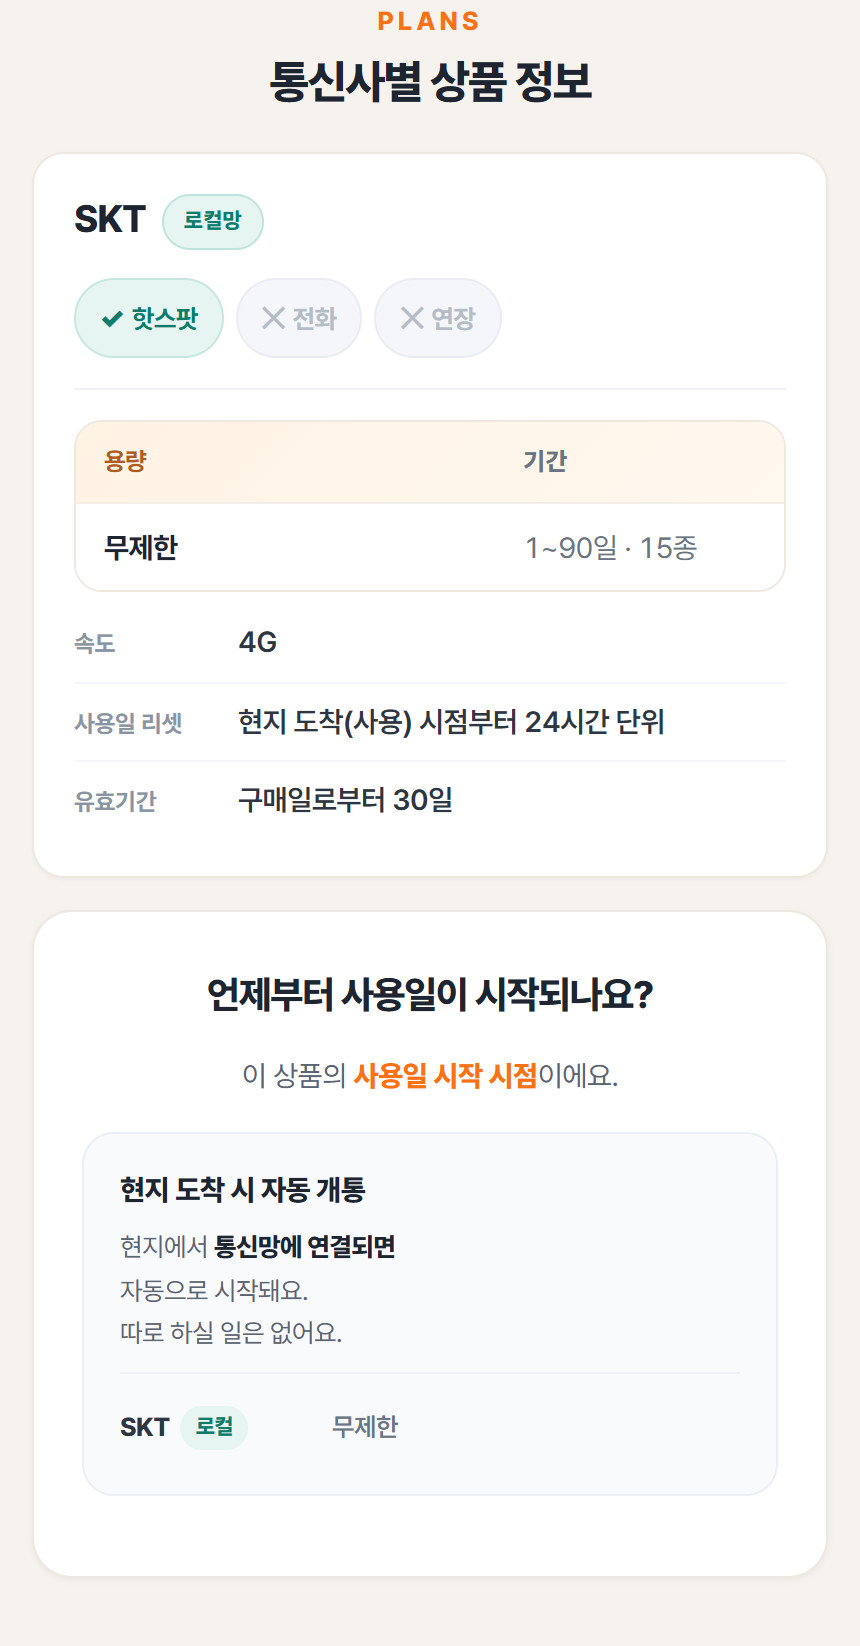 PLANS
통신사별 상품 정보
SKT 로컬망
✓ 핫스팟 ✕ 전화 ✕ 연장
용량 기간
무제한 1~90일 · 15종
속도 4G
사용일 리셋 현지 도착(사용) 시점부터 24시간 단위
유효기간 구매일로부터 30일
언제부터 사용일이 시작되나요?
이 상품의 사용일 시작 시점이에요.
현지 도착 시 자동 개통
현지에서 통신망에 연결되면
자동으로 시작돼요.
따로 하실 일은 없어요.
SKT 로컬 무제한